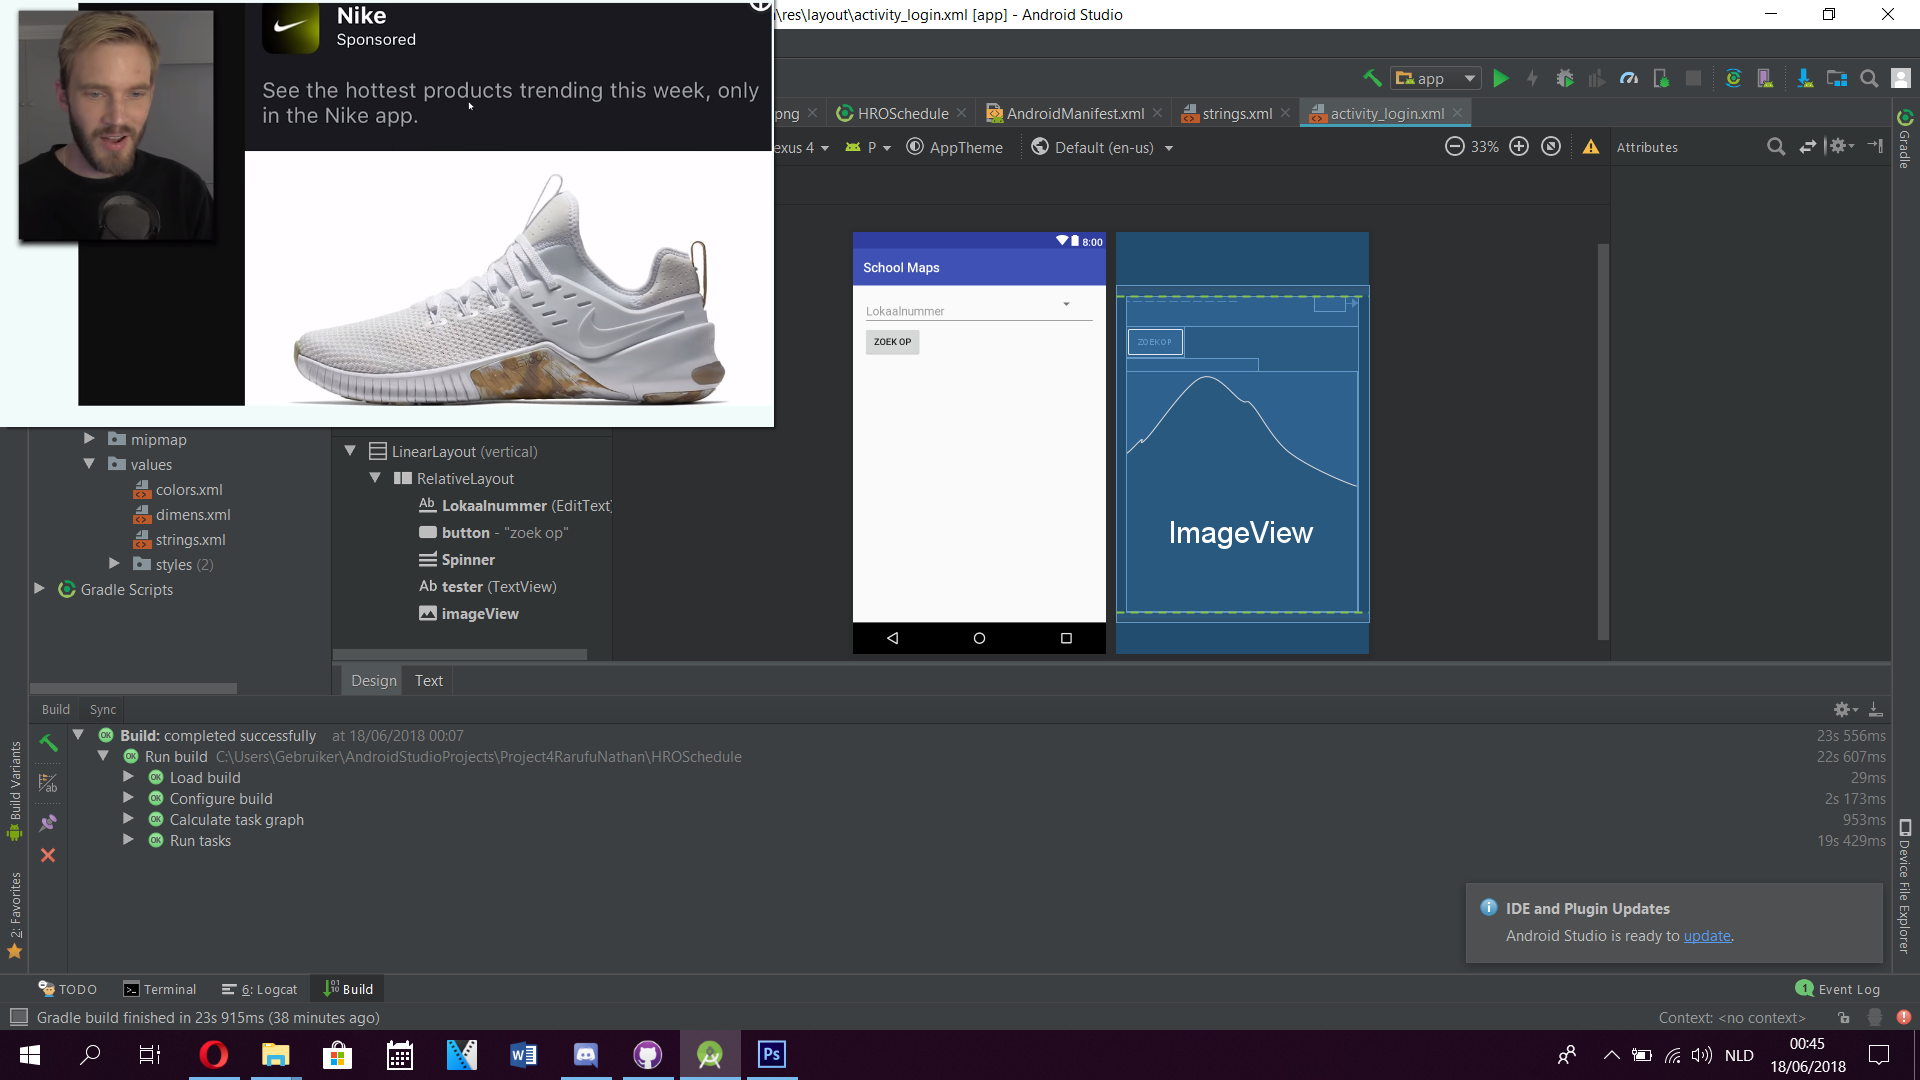 Nike
Sponsored
See the hottest products trending this week, only
in the Nike app.
\res\layout\activity_login.xml [app] - Android Studio
app
png
HROSchedule
AndroidManifest.xml
strings.xml
activity_login.xml
exus 4
P
AppTheme
Default (en-us)
33%
Attributes
Gradle
8:00
School Maps
Lokaalnummer
ZOEK OP
ZOEK OP
ImageView
mipmap
values
colors.xml
dimens.xml
strings.xml
styles (2)
Gradle Scripts
LinearLayout (vertical)
RelativeLayout
Ab Lokaalnummer (EditText)
button - "zoek op"
Spinner
Ab tester (TextView)
imageView
Design
Text
Build
Sync
Build: completed successfully at 18/06/2018 00:07
23s 556ms
Run build C:\Users\Gebruiker\AndroidStudioProjects\Project4RarufuNathan\HROSchedule
22s 607ms
Load build
29ms
Configure build
2s 173ms
Calculate task graph
953ms
Run tasks
19s 429ms
Build Variants
2: Favorites
Device File Explorer
IDE and Plugin Updates
Android Studio is ready to update.
TODO
Terminal
6: Logcat
Build
1 Event Log
Gradle build finished in 23s 915ms (38 minutes ago)
Context: <no context>
Ps
NLD
00:45
18/06/2018